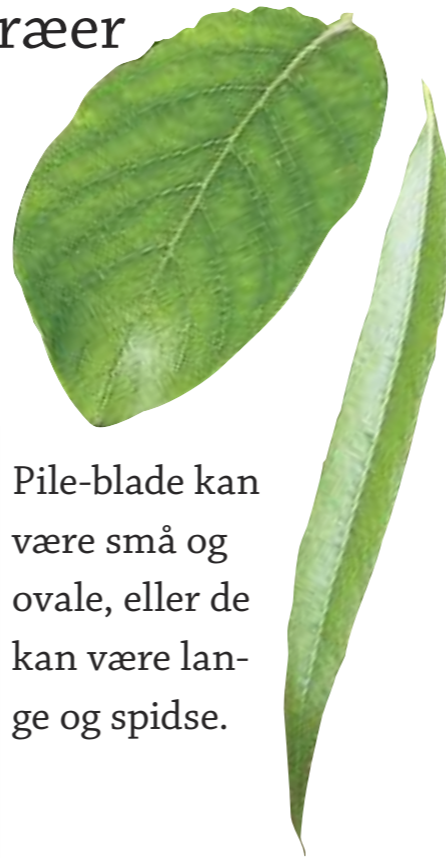 ræer
Pile-blade kan
være små og
ovale, eller de
kan være lan-
ge og spidse.